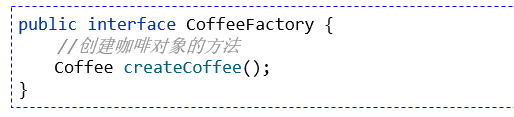 public interface CoffeeFactory {
    //创建咖啡对象的方法
    Coffee createCoffee();
}